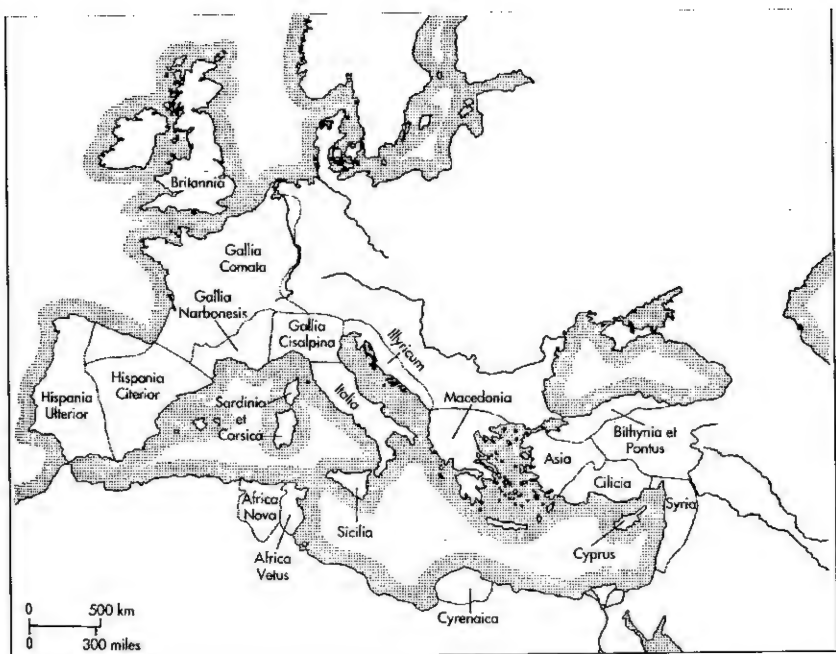 Britannia
Gallia
Comata
Gallia
Narbonesis
Gallia
Cisalpina
Illyricum
Hispania
Ulterior
Hispania
Citerior
Sardinia
et
Corsica
Italia
Macedonia
Bithynia et
Pontus
Asia
Cilicia
Syria
Africa
Nova
Africa
Vetus
Sicilia
Cyprus
Cyrenaica
0 500 km
0 300 miles